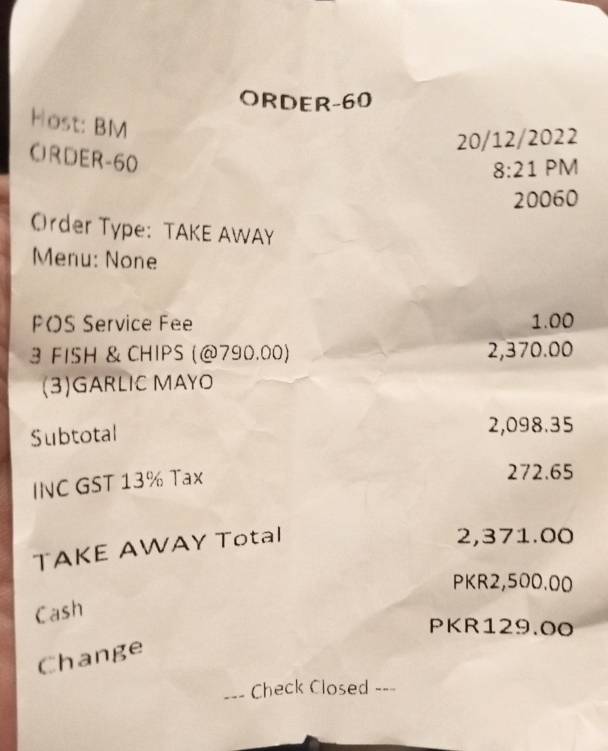 ORDER-60
Host: BM
20/12/2022
ORDER-60
8:21 PM
20060
Order Type: TAKE AWAY
Menu: None
POS Service Fee 1.00
3 FISH & CHIPS (@790.00) 2,370.00
(3)GARLIC MAYO
Subtotal 2,098.35
INC GST 13% Tax 272.65
TAKE AWAY Total 2,371.00
Cash PKR2,500.00
Change PKR129.00
--- Check Closed ---